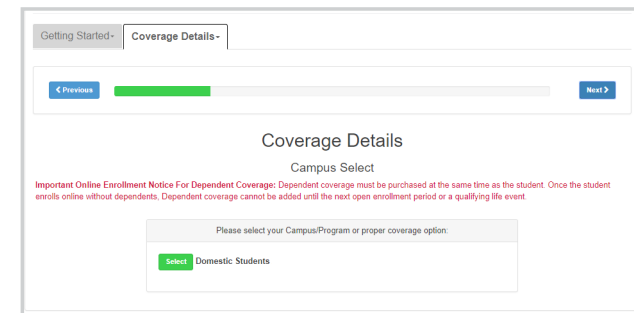 Getting Started
Coverage Details
Previous
Next
Coverage Details
Campus Select
Important Online Enrollment Notice For Dependent Coverage: Dependent coverage must be purchased at the same time as the student. Once the student
enrolls online without dependents, Dependent coverage cannot be added until the next open enrollment period or a qualifying life event.
Please select your Campus/Program or proper coverage option:
Select Domestic Students